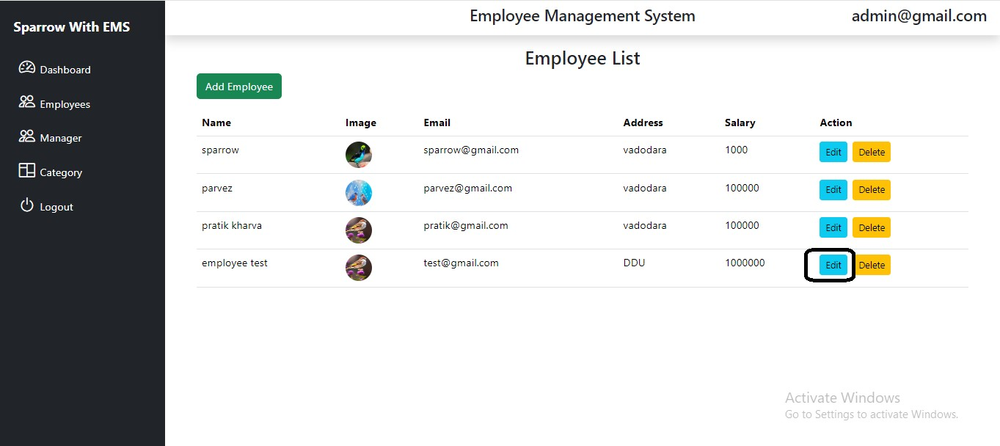 Sparrow With EMS
Employee Management System
admin@gmail.com
Dashboard
Employees
Manager
Category
Logout
Employee List
Add Employee
Name Image Email Address Salary Action
sparrow sparrow@gmail.com vadodara 1000 Edit Delete
parvez parvez@gmail.com vadodara 100000 Edit Delete
pratik kharva pratik@gmail.com vadodara 100000 Edit Delete
employee test test@gmail.com DDU 1000000 Edit Delete
Activate Windows
Go to Settings to activate Windows.